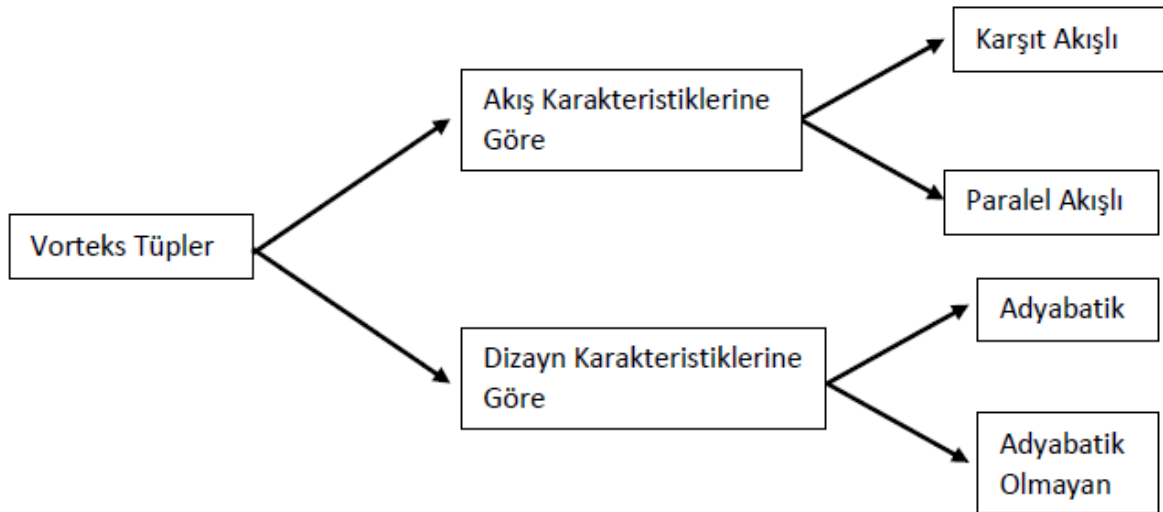 Vorteks Tüpler
Akış Karakteristiklerine
Göre
Karşıt Akışlı
Paralel Akışlı
Dizayn Karakteristiklerine
Göre
Adyabatik
Adyabatik
Olmayan